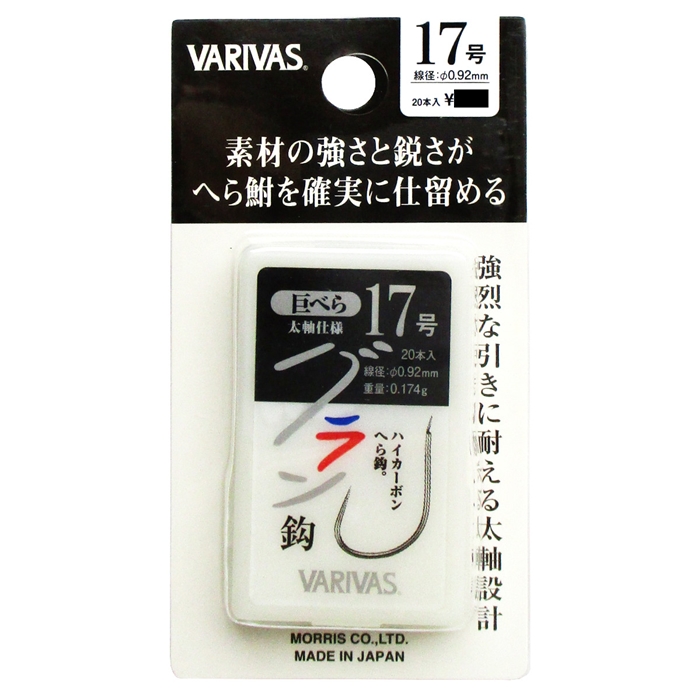 VARIVAS®
17号
線径:φ0.92mm
20本入 ¥
素材の強さと鋭さが
へら鮒を確実に仕留める
巨べら
太軸仕様
17号
20本入
線径:φ0.92mm
重量:0.174g
グラン
鈎
ハイカーボン
へら鈎。
VARIVAS®
強烈な引きに耐える太軸設計
MORRIS CO.,LTD.
MADE IN JAPAN